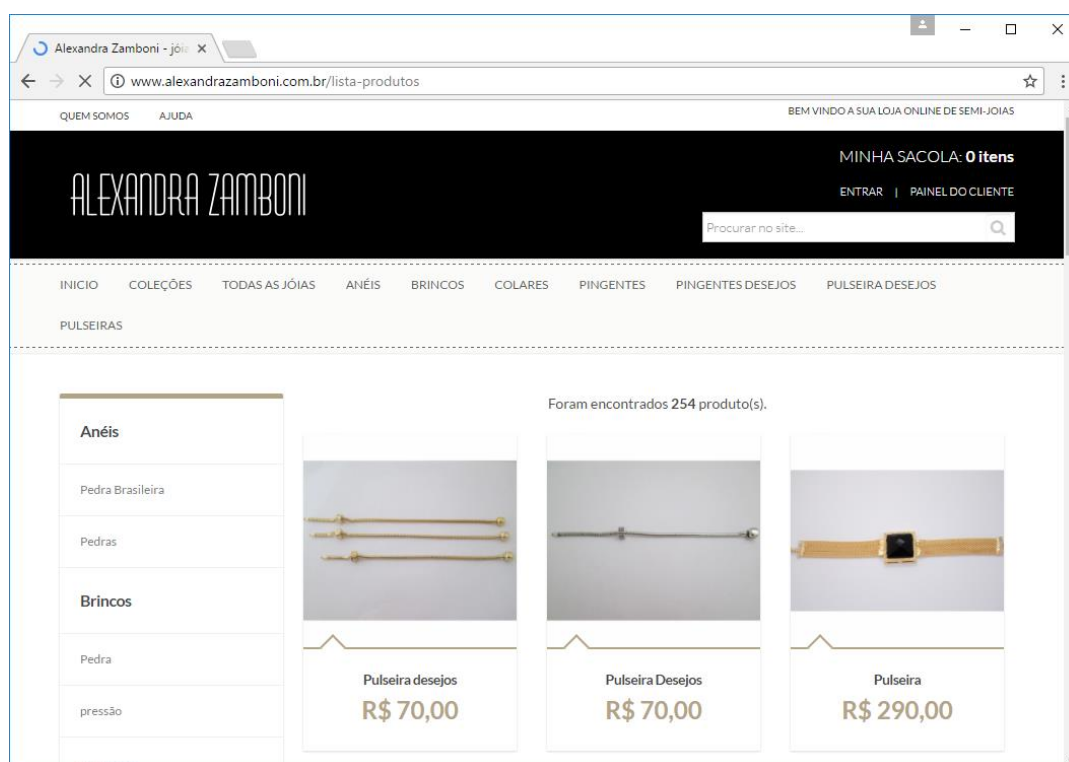 Alexandra Zamboni - jói
www.alexandrazamboni.com.br/lista-produtos
QUEM SOMOS AJUDA BEM VINDO A SUA LOJA ONLINE DE SEMI-JOIAS
MINHA SACOLA: 0 itens
ALEXANDRA ZAMBONI
ENTRAR | PAINEL DO CLIENTE
Procurar no site...
INICIO COLEÇÕES TODAS AS JÓIAS ANÉIS BRINCOS COLARES PINGENTES PINGENTES DESEJOS PULSEIRA DESEJOS
PULSEIRAS
Foram encontrados 254 produto(s).
Anéis
Pedra Brasileira
Pedras
Brincos
Pedra
pressão
Pulseira desejos
R$ 70,00
Pulseira Desejos
R$ 70,00
Pulseira
R$ 290,00